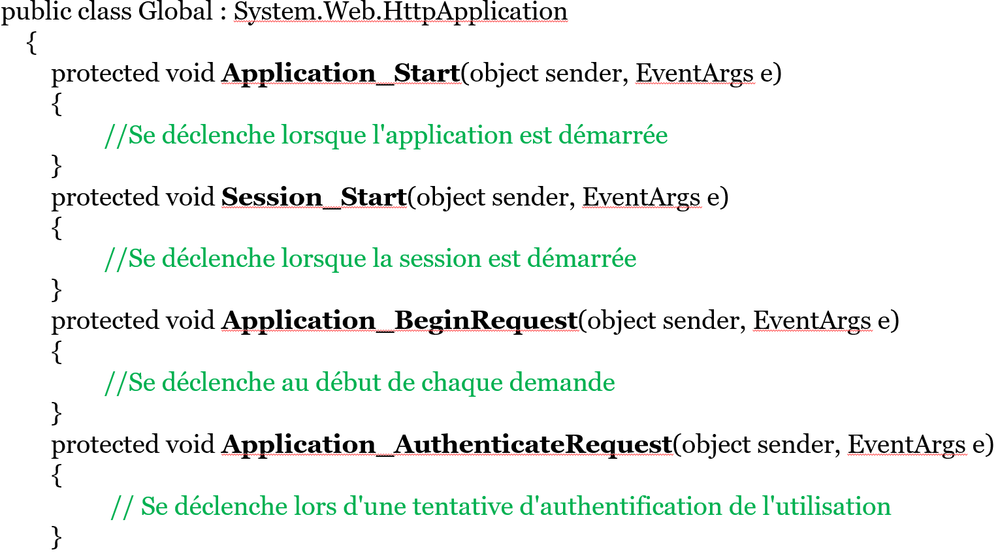 public class Global : System.Web.HttpApplication
{
protected void Application_Start(object sender, EventArgs e)
{
//Se déclenche lorsque l'application est démarrée
}
protected void Session_Start(object sender, EventArgs e)
{
//Se déclenche lorsque la session est démarrée
}
protected void Application_BeginRequest(object sender, EventArgs e)
{
//Se déclenche au début de chaque demande
}
protected void Application_AuthenticateRequest(object sender, EventArgs e)
{
// Se déclenche lors d'une tentative d'authentification de l'utilisation
}